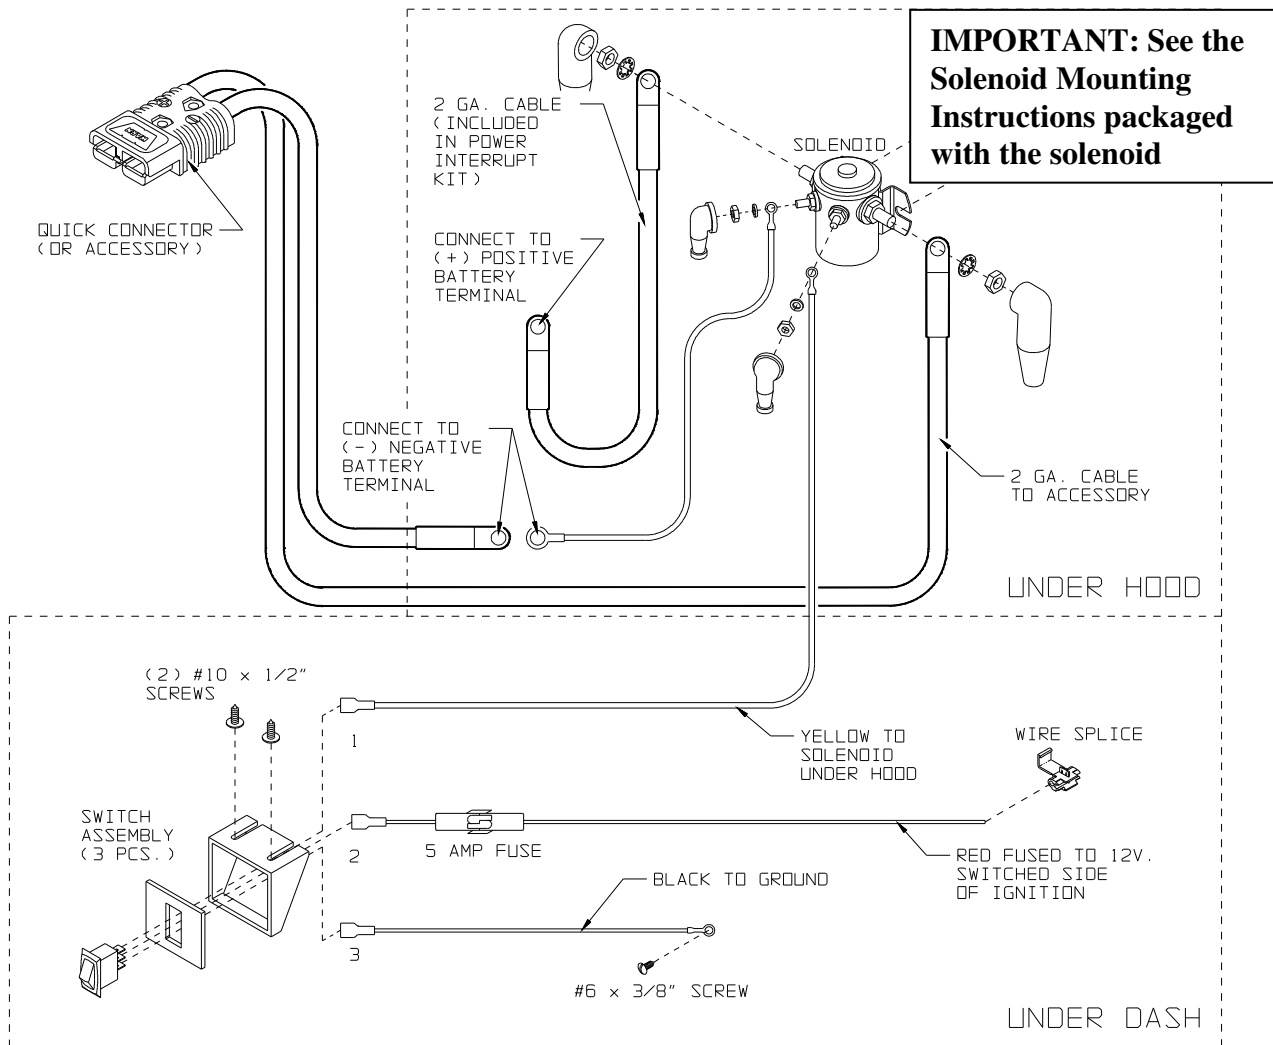 IMPORTANT: See the
Solenoid Mounting
Instructions packaged
with the solenoid
2 GA. CABLE
(INCLUDED
IN POWER
INTERRUPT
KIT)
SOLENOID
QUICK CONNECTOR
(OR ACCESSORY)
CONNECT TO
(+) POSITIVE
BATTERY
TERMINAL
CONNECT TO
(-) NEGATIVE
BATTERY
TERMINAL
2 GA. CABLE
TO ACCESSORY
UNDER HOOD
(2) #10 x 1/2"
SCREWS
1
YELLOW TO
SOLENOID
UNDER HOOD
WIRE SPLICE
SWITCH
ASSEMBLY
(3 PCS.)
2
5 AMP FUSE
RED FUSED TO 12V.
SWITCHED SIDE
OF IGNITION
BLACK TO GROUND
3
#6 x 3/8" SCREW
UNDER DASH